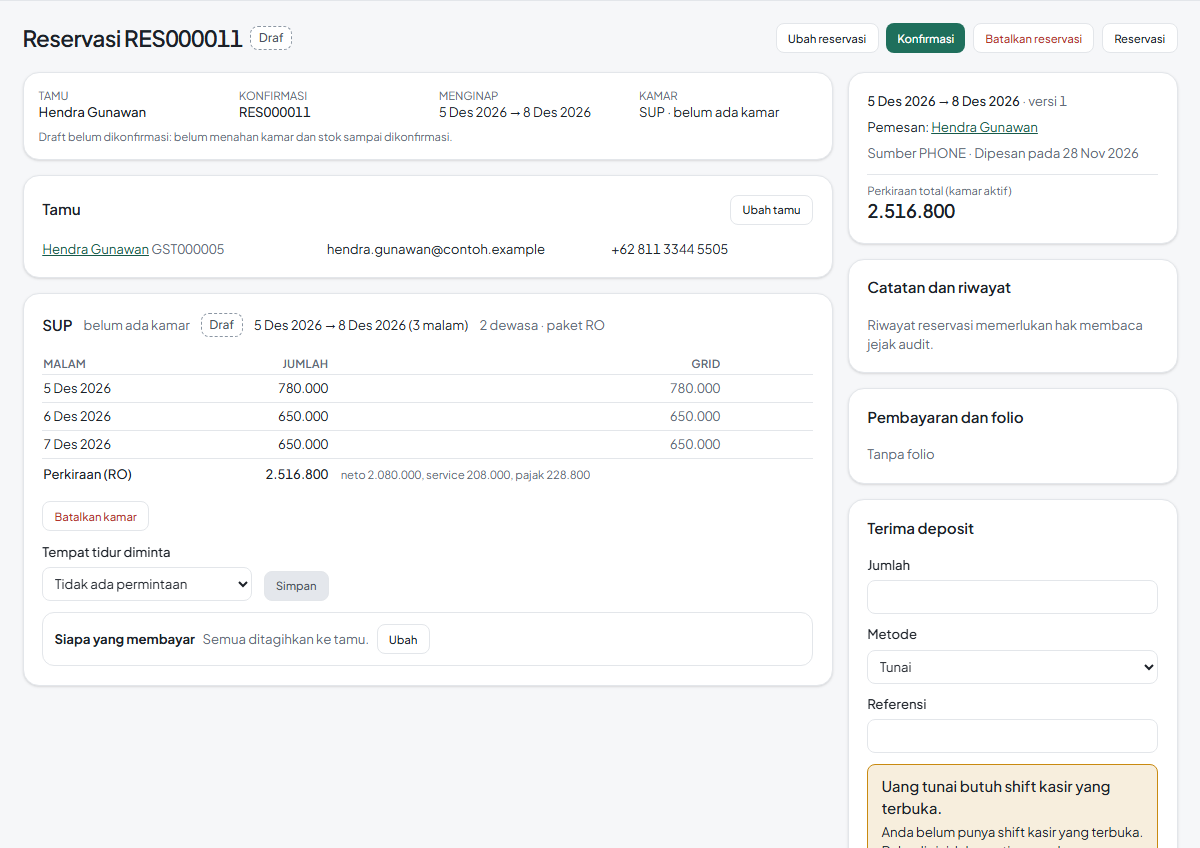 Reservasi RES000011 Draf
Ubah reservasi Konfirmasi Batalkan reservasi Reservasi
TAMU KONFIRMASI MENGINAP KAMAR
Hendra Gunawan RES000011 5 Des 2026 → 8 Des 2026 SUP · belum ada kamar
Draft belum dikonfirmasi: belum menahan kamar dan stok sampai dikonfirmasi.
Tamu Ubah tamu
Hendra Gunawan GST000005 hendra.gunawan@contoh.example +62 811 3344 5505
SUP belum ada kamar Draf 5 Des 2026 → 8 Des 2026 (3 malam) 2 dewasa · paket RO
MALAM JUMLAH GRID
5 Des 2026 780.000 780.000
6 Des 2026 650.000 650.000
7 Des 2026 650.000 650.000
Perkiraan (RO) 2.516.800 neto 2.080.000, service 208.000, pajak 228.800
Batalkan kamar
Tempat tidur diminta
Tidak ada permintaan Simpan
Siapa yang membayar Semua ditagihkan ke tamu. Ubah
5 Des 2026 → 8 Des 2026 · versi 1
Pemesan: Hendra Gunawan
Sumber PHONE · Dipesan pada 28 Nov 2026
Perkiraan total (kamar aktif)
2.516.800
Catatan dan riwayat
Riwayat reservasi memerlukan hak membaca
jejak audit.
Pembayaran dan folio
Tanpa folio
Terima deposit
Jumlah
Metode
Tunai
Referensi
Uang tunai butuh shift kasir yang
terbuka.
Anda belum punya shift kasir yang terbuka.